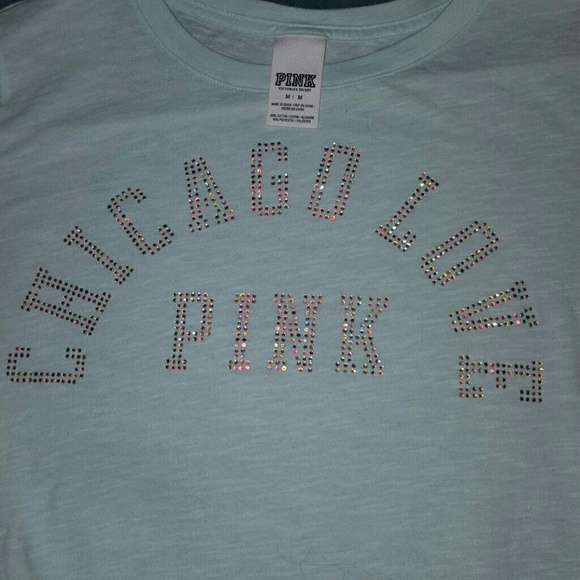 PINK
VICTORIA'S SECRET
M | M
CHICAGO LOVE
PINK